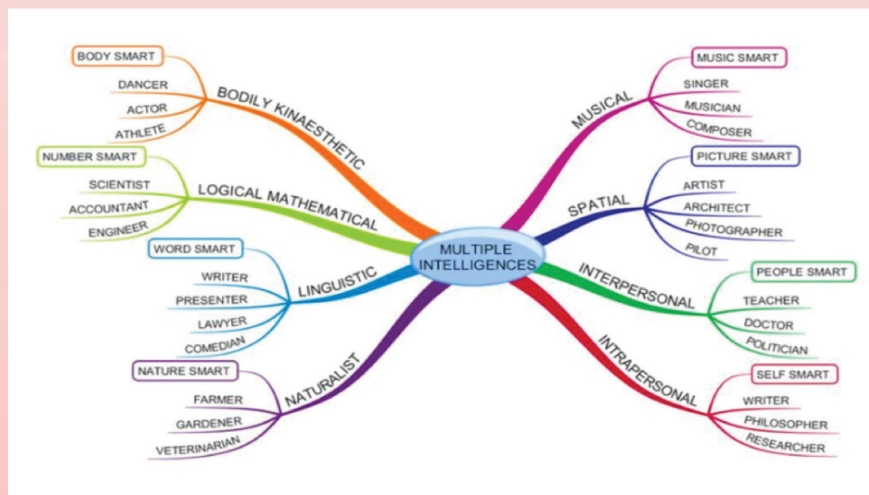 BODY SMART
DANCER
ACTOR
ATHLETE
BODILY KINAESTHETIC
NUMBER SMART
SCIENTIST
ACCOUNTANT
ENGINEER
LOGICAL MATHEMATICAL
WORD SMART
WRITER
PRESENTER
LAWYER
COMEDIAN
LINGUISTIC
NATURE SMART
FARMER
GARDENER
VETERINARIAN
NATURALIST
MULTIPLE
INTELLIGENCES
MUSICAL
MUSIC SMART
SINGER
MUSICIAN
COMPOSER
SPATIAL
PICTURE SMART
ARTIST
ARCHITECT
PHOTOGRAPHER
PILOT
INTERPERSONAL
PEOPLE SMART
TEACHER
DOCTOR
POLITICIAN
INTRAPERSONAL
SELF SMART
WRITER
PHILOSOPHER
RESEARCHER